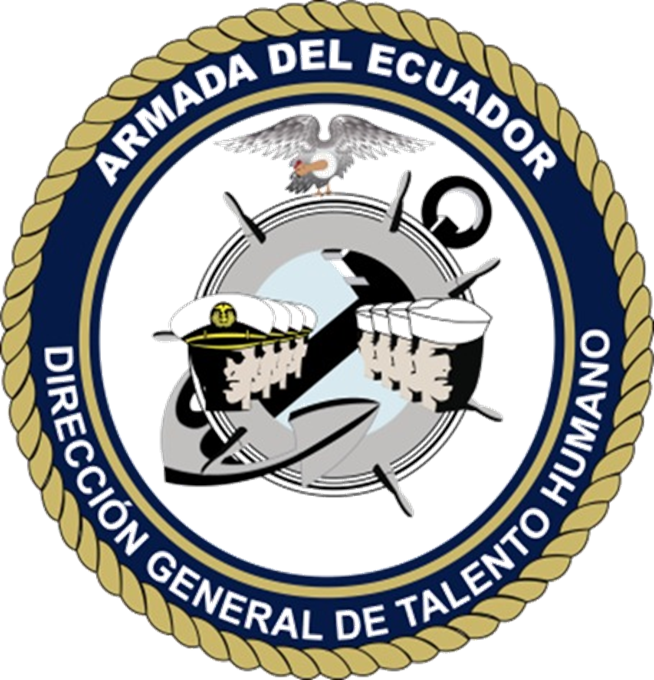 ARMADA DEL ECUADOR
DIRECCIÓN GENERAL DE TALENTO HUMANO